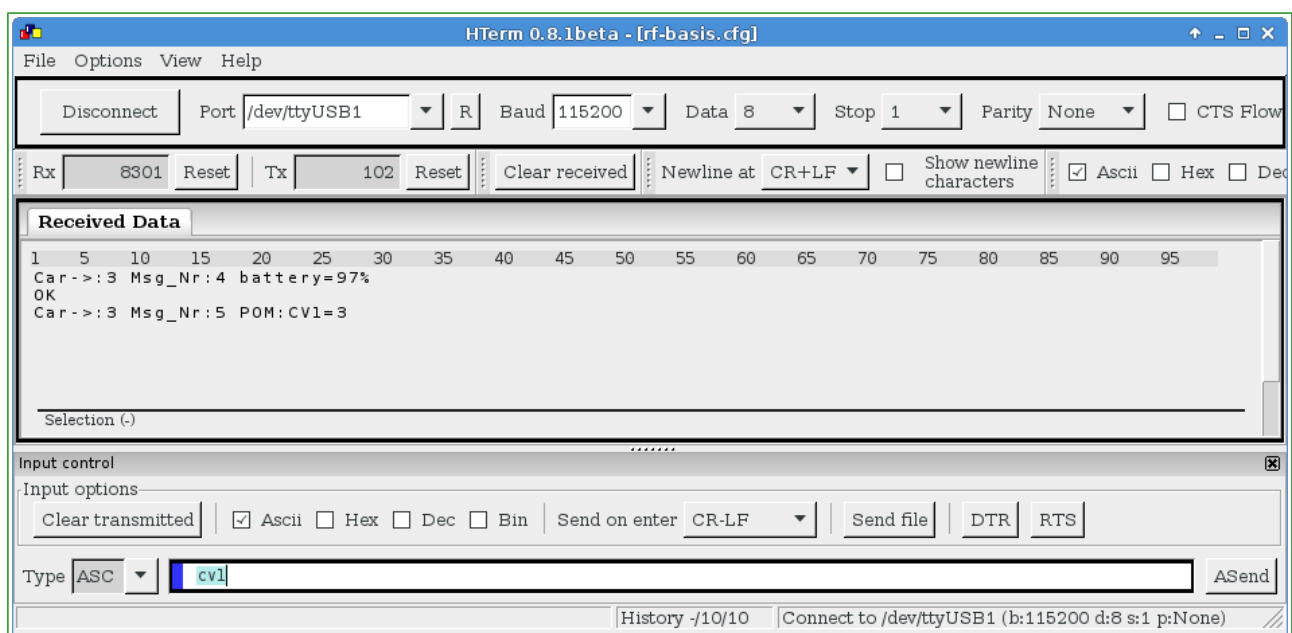 HTerm 0.8.1beta - [rf-basis.cfg]
File Options View Help
Disconnect Port /dev/ttyUSB1 R Baud 115200 Data 8 Stop 1 Parity None CTS Flow
Rx 8301 Reset Tx 102 Reset Clear received Newline at CR+LF Show newline characters Ascii Hex Dec
Received Data
1 5 10 15 20 25 30 35 40 45 50 55 60 65 70 75 80 85 90 95
Car->:3 Msg_Nr:4 battery=97%
OK
Car->:3 Msg_Nr:5 POM:CV1=3
Selection (-)
Input control
Input options
Clear transmitted Ascii Hex Dec Bin Send on enter CR-LF Send file DTR RTS
Type ASC cv1 ASend
History -/10/10 Connect to /dev/ttyUSB1 (b:115200 d:8 s:1 p:None)